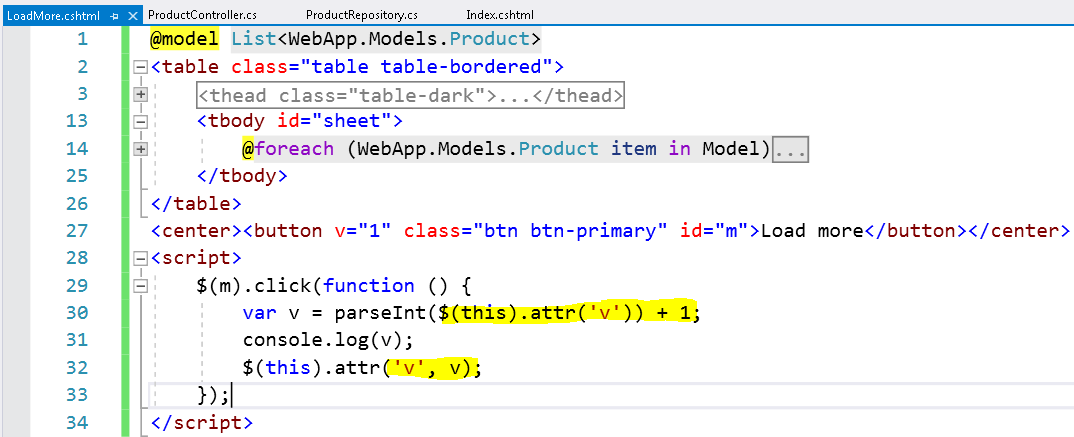 LoadMore.cshtml ProductController.cs ProductRepository.cs Index.cshtml
1 @model List<WebApp.Models.Product>
2 <table class="table table-bordered">
3 <thead class="table-dark">...</thead>
13 <tbody id="sheet">
14 @foreach (WebApp.Models.Product item in Model)...
25 </tbody>
26 </table>
27 <center><button v="1" class="btn btn-primary" id="m">Load more</button></center>
28 <script>
29 $(m).click(function () {
30 var v = parseInt($(this).attr('v')) + 1;
31 console.log(v);
32 $(this).attr('v', v);
33 });
34 </script>